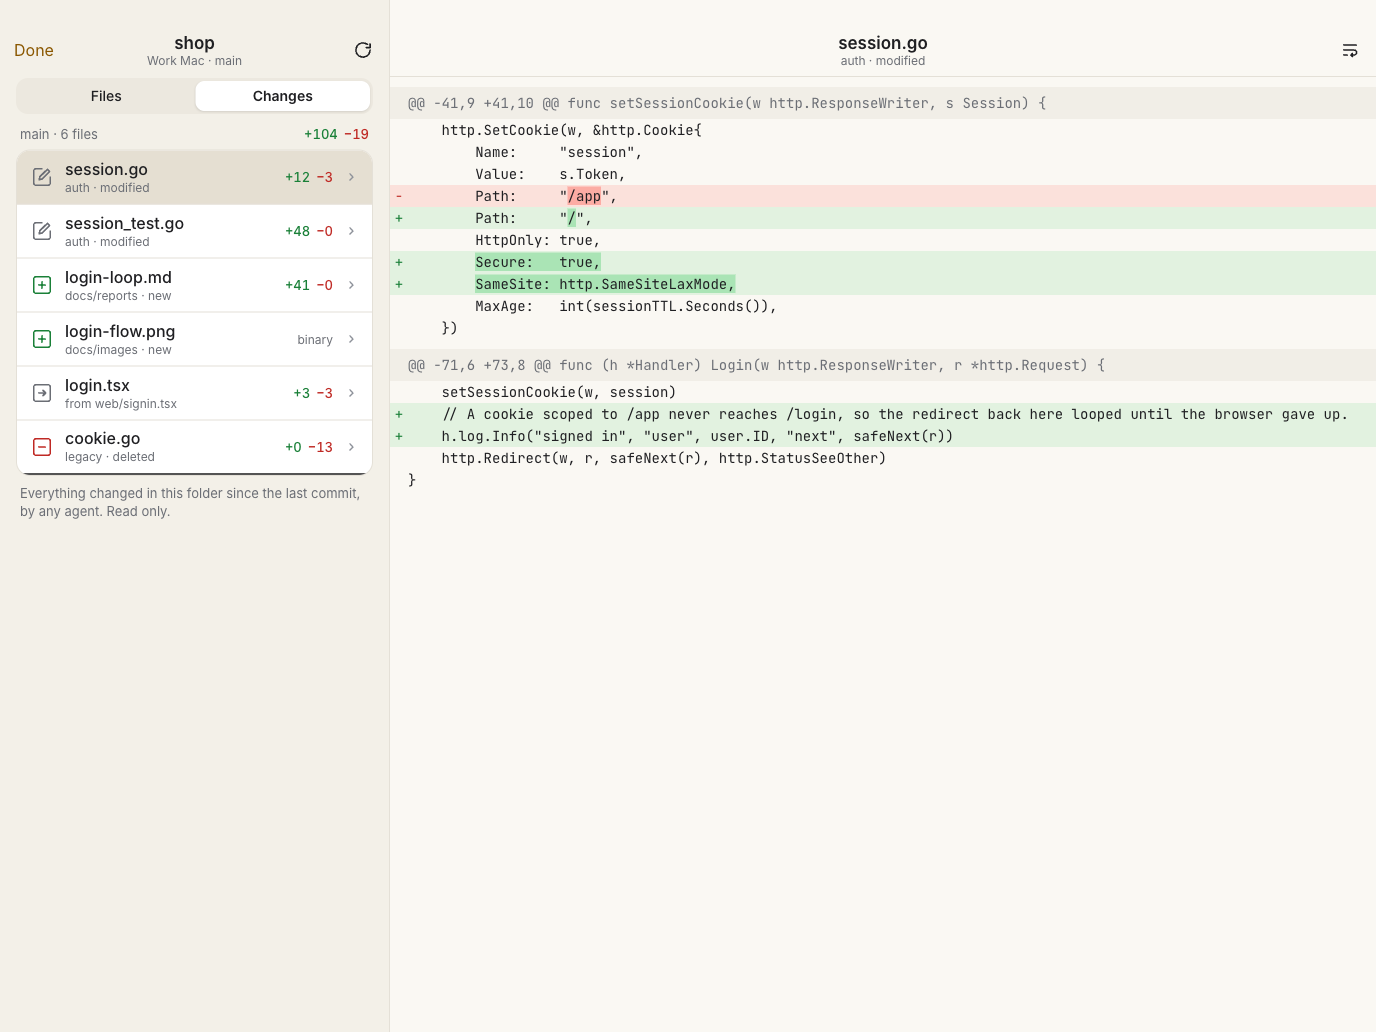 Done
shop
Work Mac · main
Files
Changes
main · 6 files
+104 −19
session.go
auth · modified
+12 −3
session_test.go
auth · modified
+48 −0
login-loop.md
docs/reports · new
+41 −0
login-flow.png
docs/images · new
binary
login.tsx
from web/signin.tsx
+3 −3
cookie.go
legacy · deleted
+0 −13
Everything changed in this folder since the last commit,
by any agent. Read only.
session.go
auth · modified
@@ -41,9 +41,10 @@ func setSessionCookie(w http.ResponseWriter, s Session) {
    http.SetCookie(w, &http.Cookie{
        Name:     "session",
        Value:    s.Token,
-       Path:     "/app",
+       Path:     "/",
        HttpOnly: true,
+       Secure:   true,
+       SameSite: http.SameSiteLaxMode,
        MaxAge:   int(sessionTTL.Seconds()),
    })
@@ -71,6 +73,8 @@ func (h *Handler) Login(w http.ResponseWriter, r *http.Request) {
    setSessionCookie(w, session)
+   // A cookie scoped to /app never reaches /login, so the redirect back here looped until the browser gave up.
+   h.log.Info("signed in", "user", user.ID, "next", safeNext(r))
    http.Redirect(w, r, safeNext(r), http.StatusSeeOther)
}